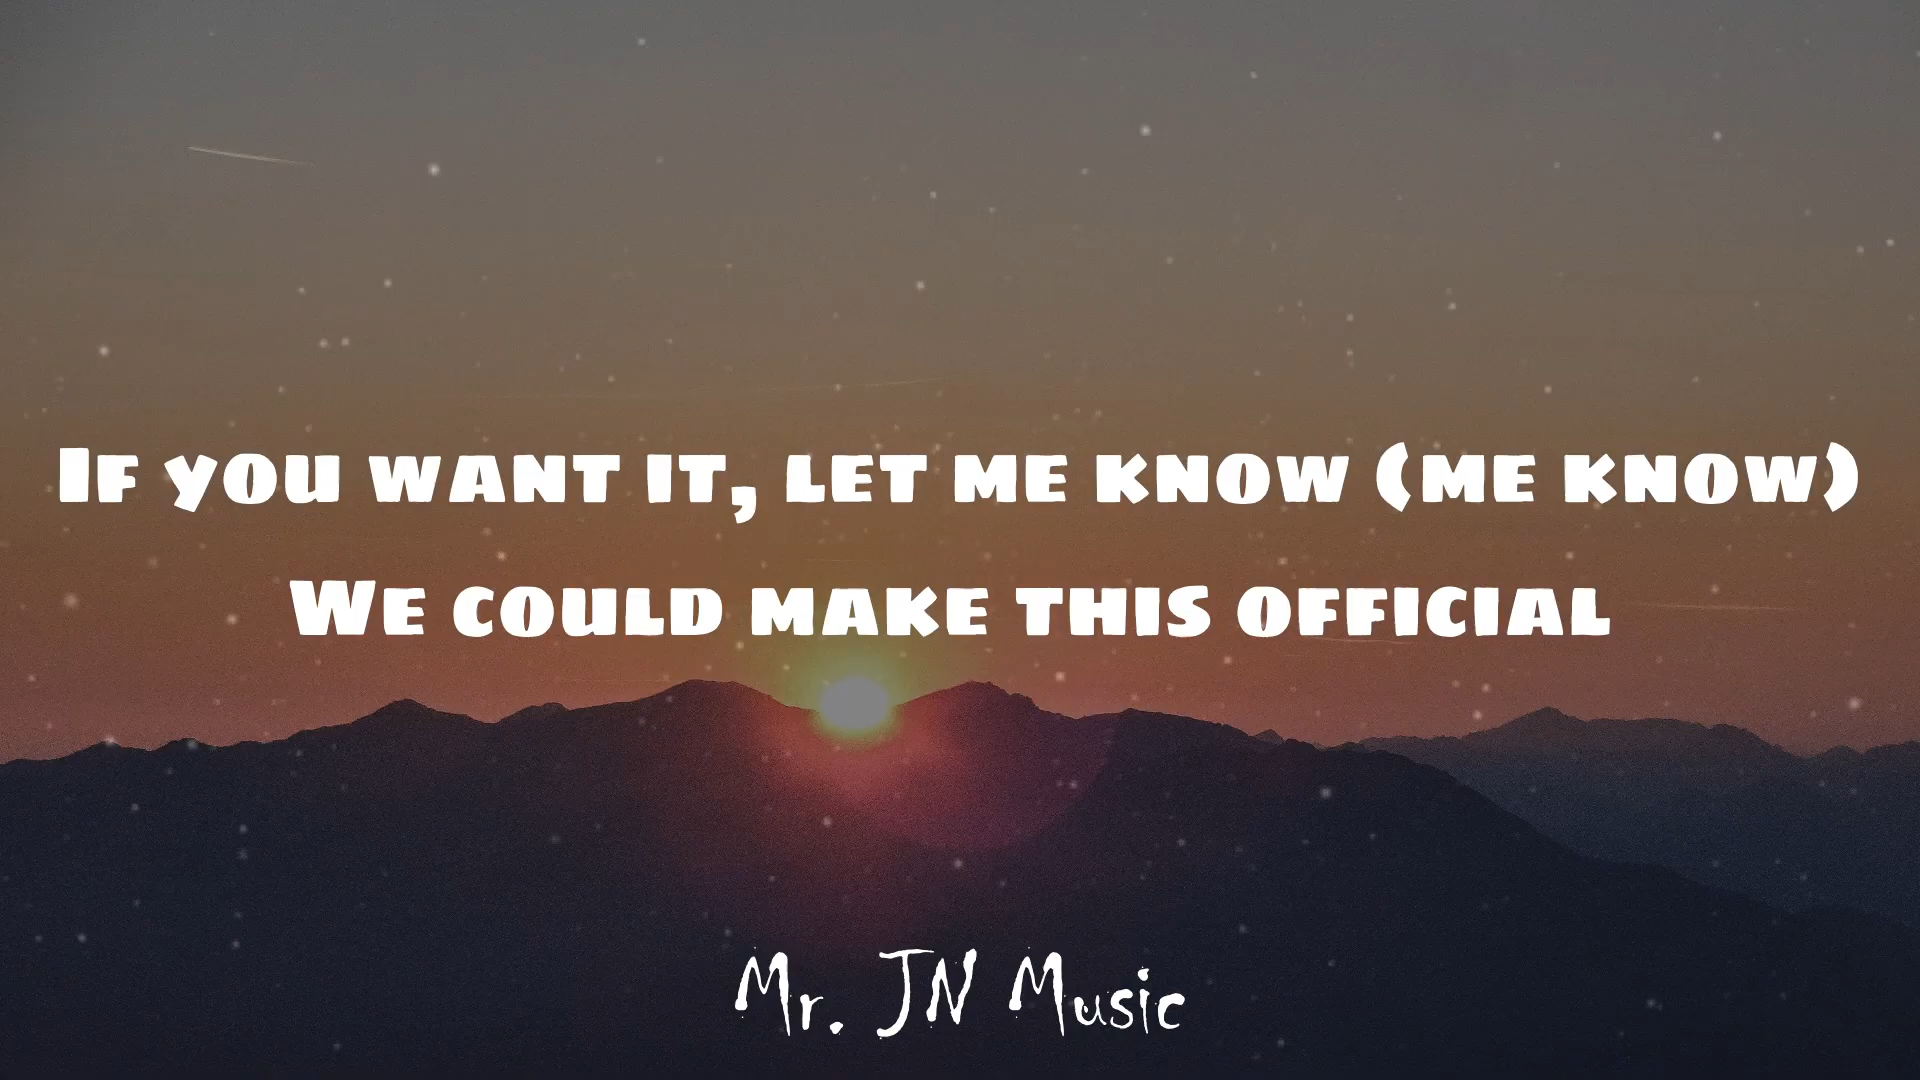 If you want it, let me know (me know)
We could make this official
Mr. JN Music